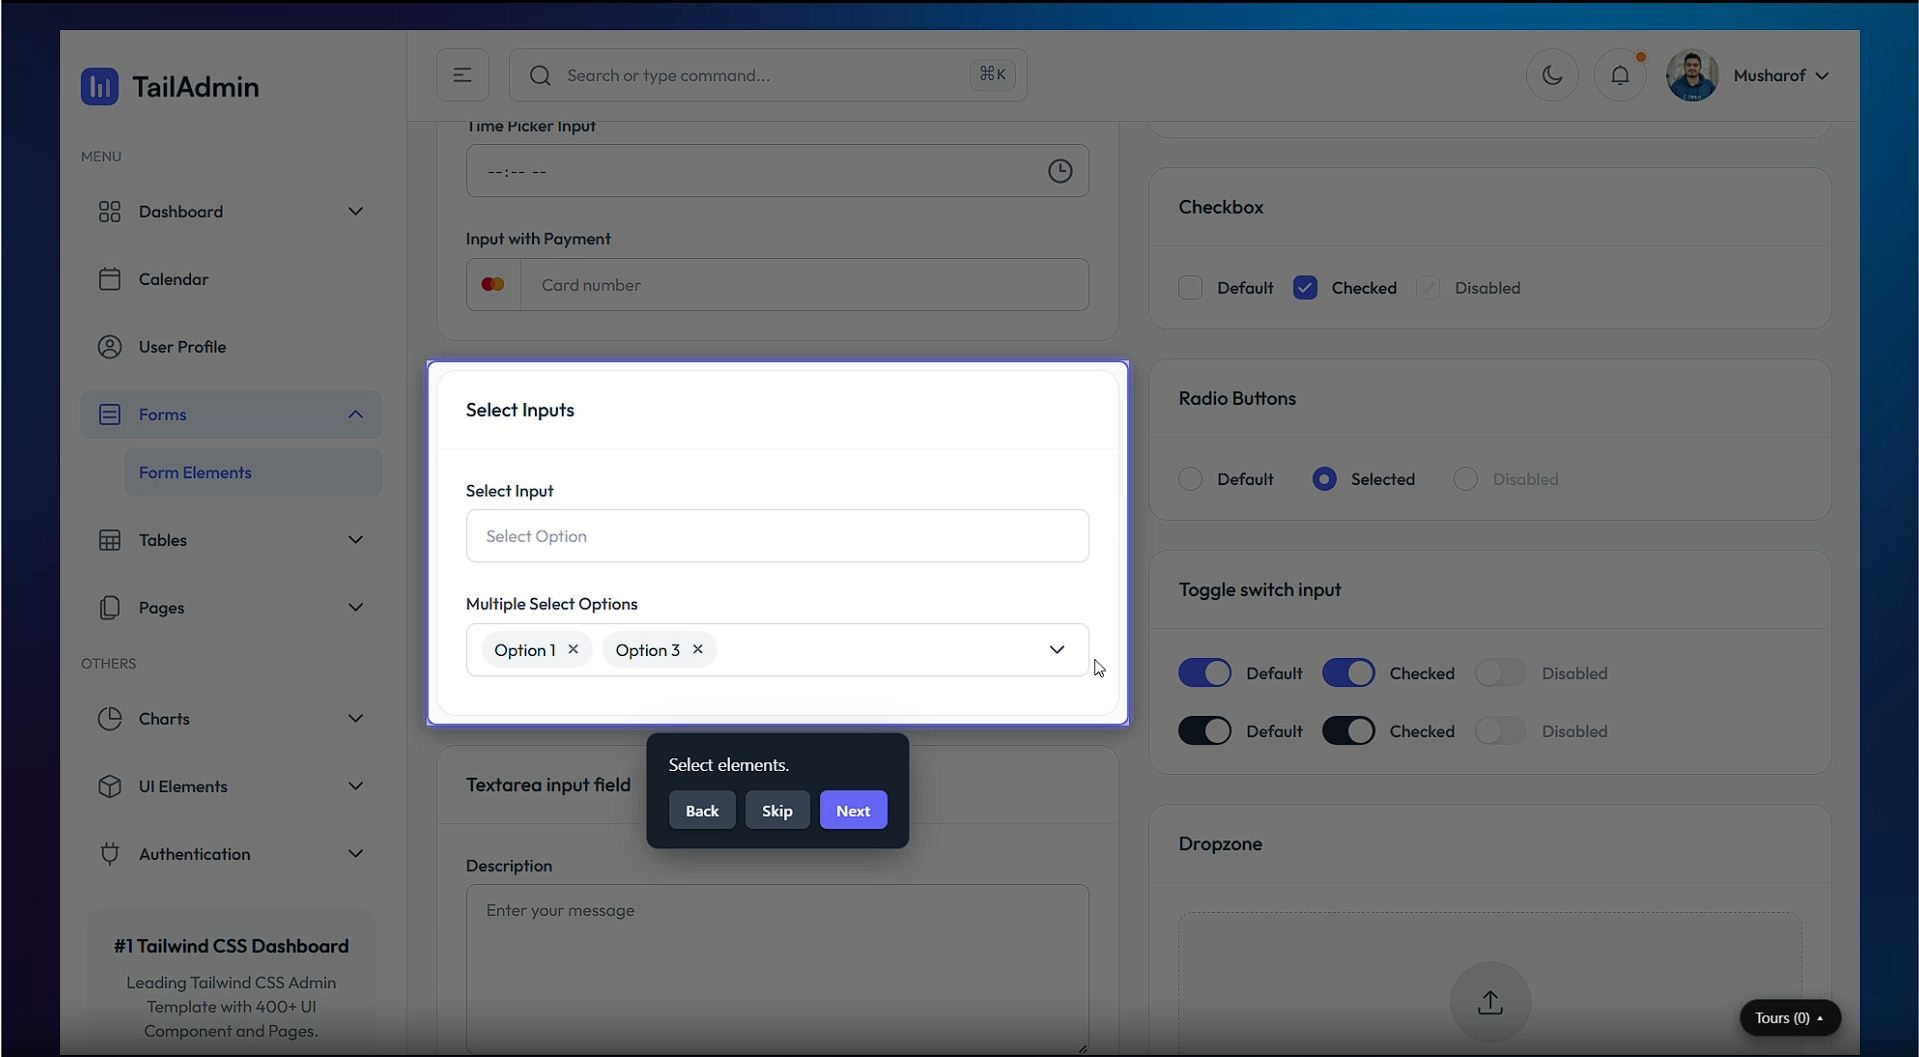 TailAdmin
Search or type command...
⌘K
Musharof
MENU
Dashboard
Calendar
User Profile
Forms
Form Elements
Tables
Pages
OTHERS
Charts
UI Elements
Authentication
#1 Tailwind CSS Dashboard
Leading Tailwind CSS Admin
Template with 400+ UI
Component and Pages.
Time Picker Input
--:-- --
Input with Payment
Card number
Select Inputs
Select Input
Select Option
Multiple Select Options
Option 1 ✕ Option 3 ✕
Select elements.
Back Skip Next
Textarea input field
Description
Enter your message
Checkbox
Default Checked Disabled
Radio Buttons
Default Selected Disabled
Toggle switch input
Default Checked Disabled
Default Checked Disabled
Dropzone
Tours (0) ▴